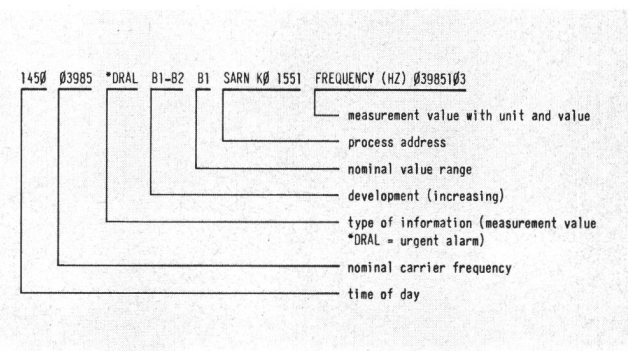 145Ø Ø3985 *DRAL B1-B2 B1 SARN KØ 1551 FREQUENCY (HZ) Ø39851Ø3
measurement value with unit and value
process address
nominal value range
development (increasing)
type of information (measurement value
*DRAL = urgent alarm)
nominal carrier frequency
time of day